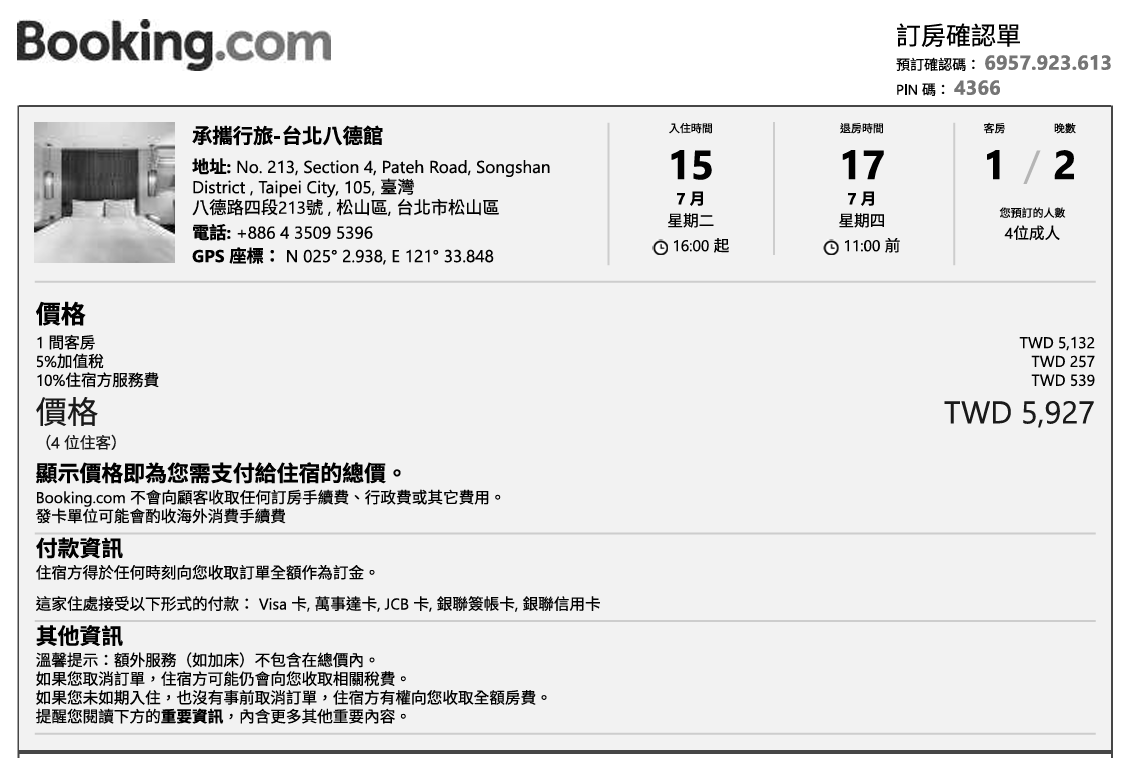 Booking.com
訂房確認單
預訂確認碼： 6957.923.613
PIN 碼： 4366
承攜行旅-台北八德館
地址: No. 213, Section 4, Pateh Road, Songshan
District , Taipei City, 105, 臺灣
八德路四段213號 , 松山區, 台北市松山區
電話: +886 4 3509 5396
GPS 座標： N 025° 2.938, E 121° 33.848
入住時間
15
7 月
星期二
16:00 起
退房時間
17
7 月
星期四
11:00 前
客房 晚數
1 / 2
您預訂的人數
4位成人
價格
1 間客房 TWD 5,132
5%加值稅 TWD 257
10%住宿方服務費 TWD 539
價格 TWD 5,927
（4 位住客）
顯示價格即為您需支付給住宿的總價。
Booking.com 不會向顧客收取任何訂房手續費、行政費或其它費用。
發卡單位可能會酌收海外消費手續費
付款資訊
住宿方得於任何時刻向您收取訂單全額作為訂金。
這家住處接受以下形式的付款： Visa 卡, 萬事達卡, JCB 卡, 銀聯簽帳卡, 銀聯信用卡
其他資訊
溫馨提示：額外服務（如加床）不包含在總價內。
如果您取消訂單，住宿方可能仍會向您收取相關稅費。
如果您未如期入住，也沒有事前取消訂單，住宿方有權向您收取全額房費。
提醒您閱讀下方的重要資訊，內含更多其他重要內容。